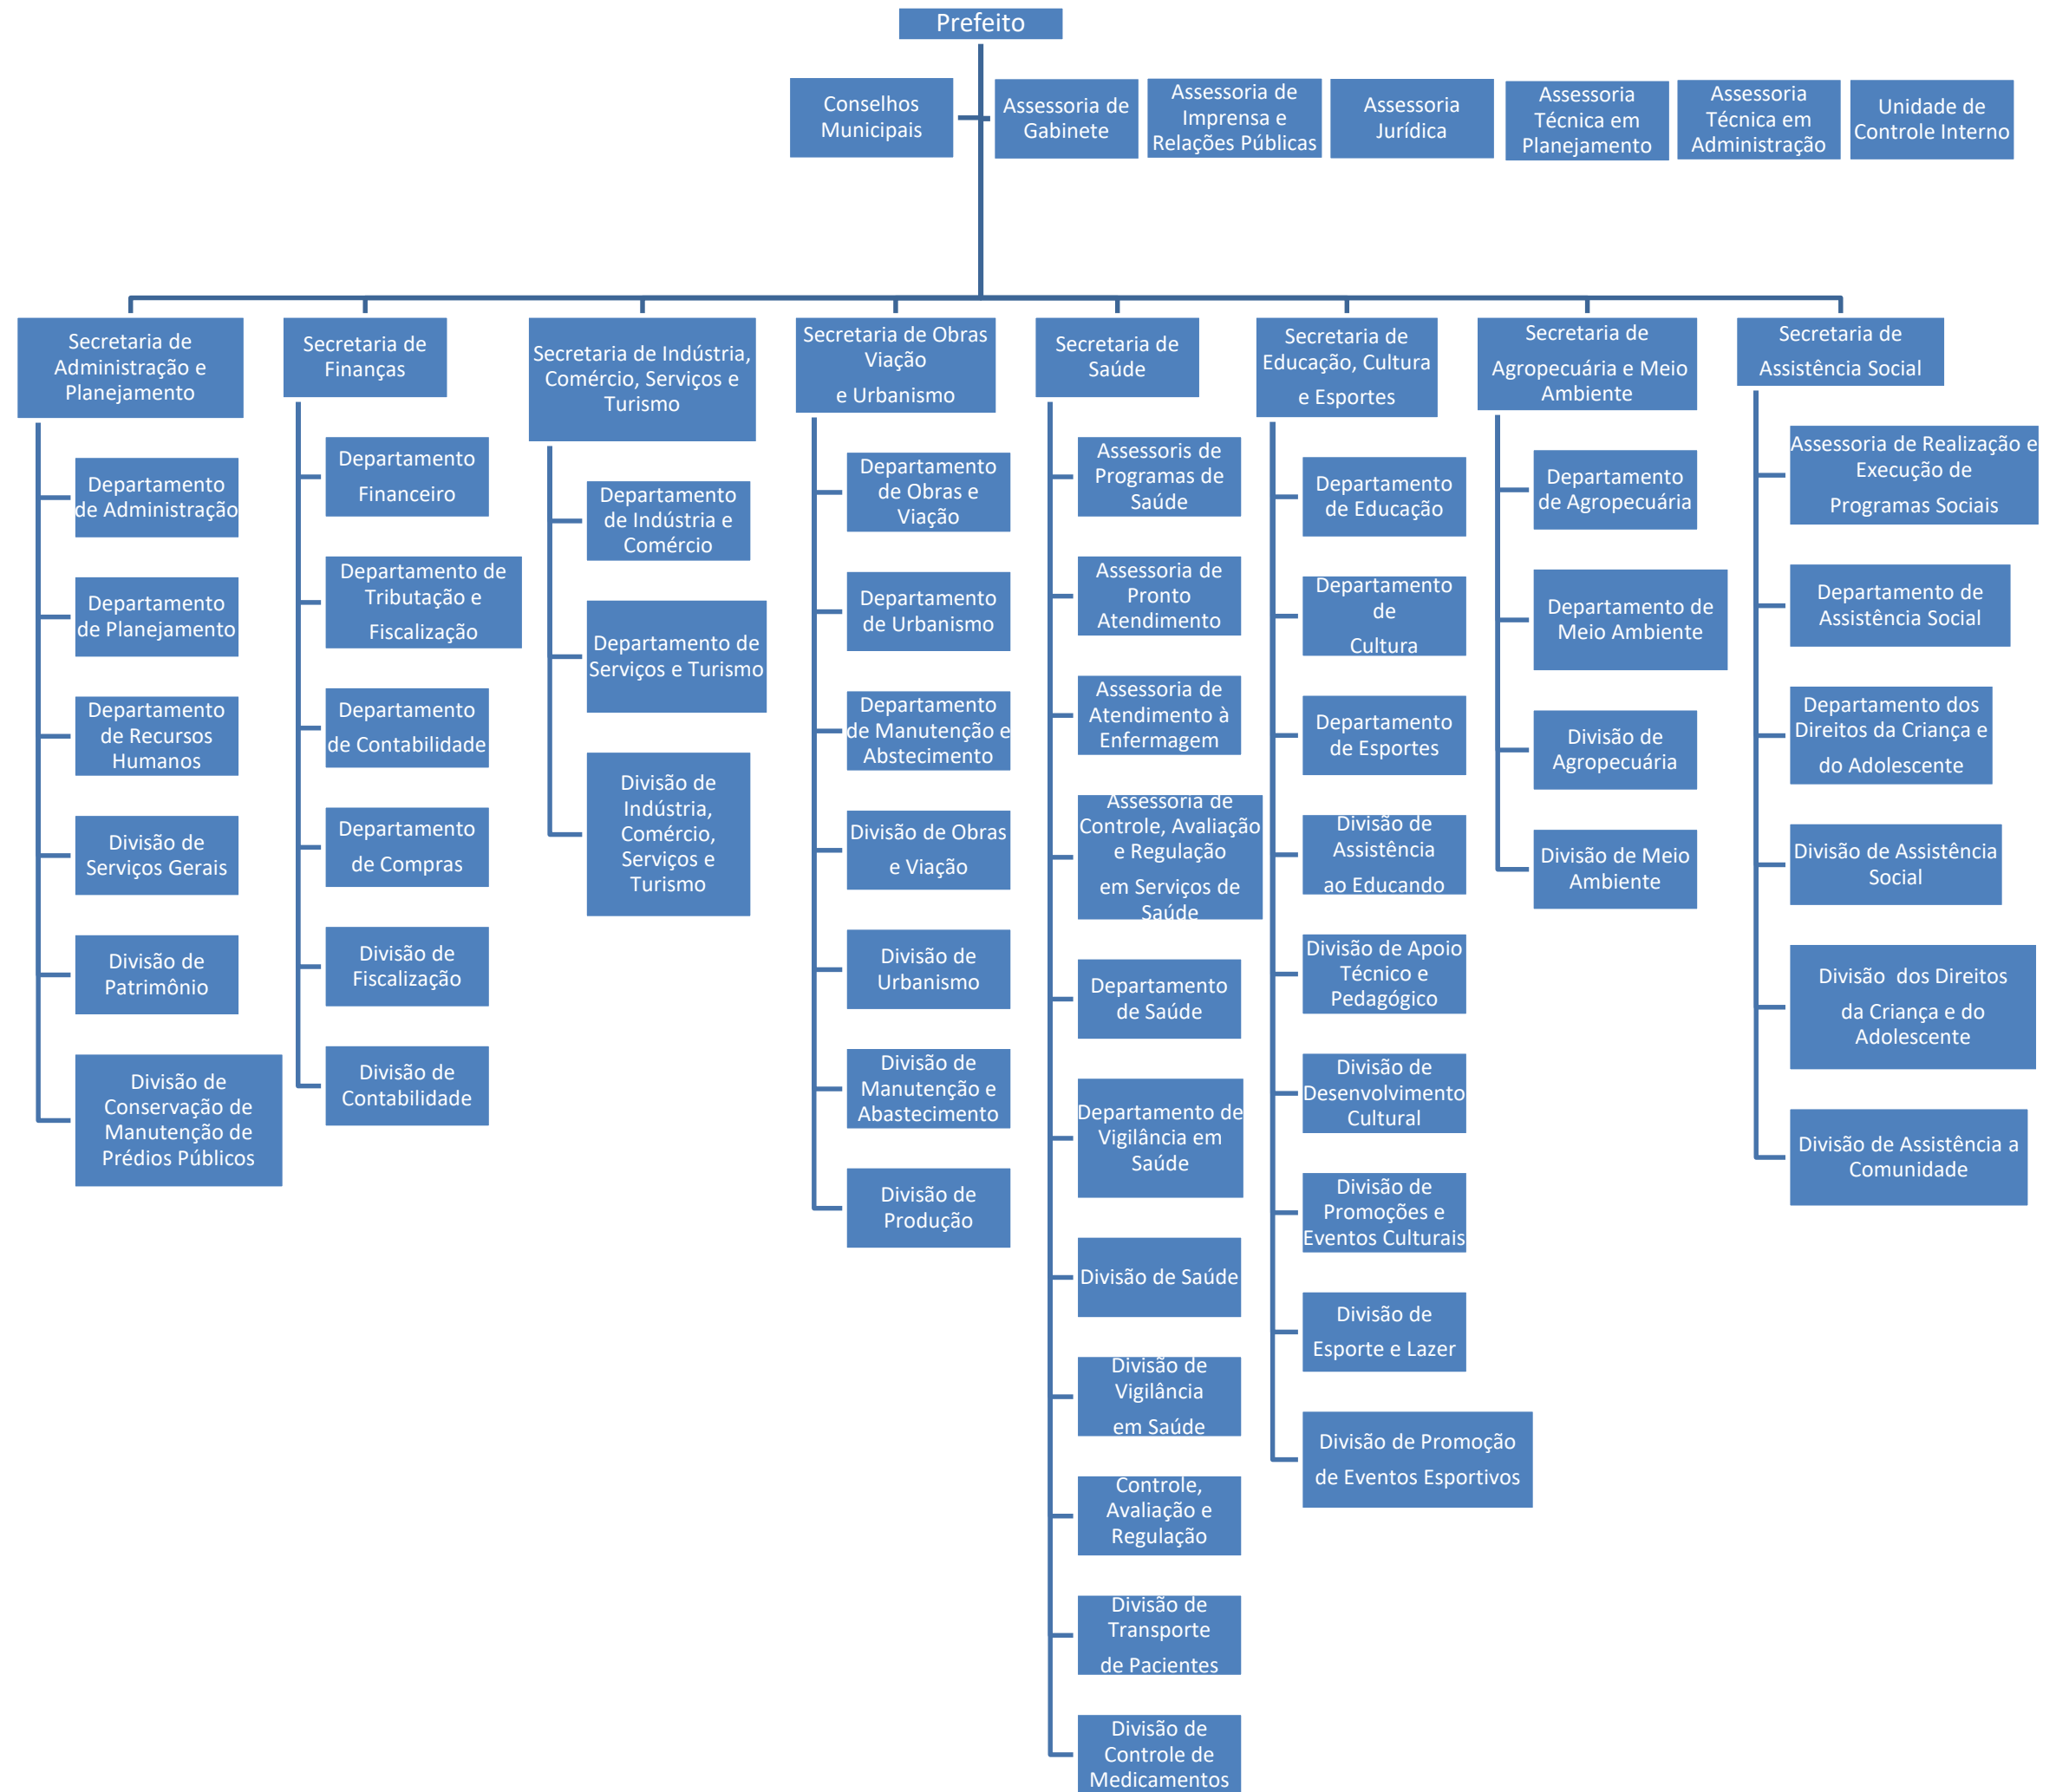 Prefeito
Conselhos
Municipais
Assessoria de
Gabinete
Assessoria de
Imprensa e
Relações Públicas
Assessoria
Jurídica
Assessoria
Técnica em
Planejamento
Assessoria
Técnica em
Administração
Unidade de
Controle Interno
Secretaria de
Administração e
Planejamento
Departamento
de Administração
Departamento
de Planejamento
Departamento
de Recursos
Humanos
Divisão de
Serviços Gerais
Divisão de
Patrimônio
Divisão de
Conservação de
Manutenção de
Prédios Públicos
Secretaria de
Finanças
Departamento
Financeiro
Departamento de
Tributação e
Fiscalização
Departamento
de Contabilidade
Departamento
de Compras
Divisão de
Fiscalização
Divisão de
Contabilidade
Secretaria de Indústria,
Comércio, Serviços e
Turismo
Departamento
de Indústria e
Comércio
Departamento de
Serviços e Turismo
Divisão de
Indústria,
Comércio,
Serviços e
Turismo
Secretaria de Obras
Viação
e Urbanismo
Departamento
de Obras e
Viação
Departamento
de Urbanismo
Departamento
de Manutenção e
Abstecimento
Divisão de Obras
e Viação
Divisão de
Urbanismo
Divisão de
Manutenção e
Abastecimento
Divisão de
Produção
Secretaria de
Saúde
Assessoris de
Programas de
Saúde
Assessoria de
Pronto
Atendimento
Assessoria de
Atendimento à
Enfermagem
Assessoria de
Controle, Avaliação
e Regulação
em Serviços de
Saúde
Departamento
de Saúde
Departamento de
Vigilância em
Saúde
Divisão de Saúde
Divisão de
Vigilância
em Saúde
Controle,
Avaliação e
Regulação
Divisão de
Transporte
de Pacientes
Divisão de
Controle de
Medicamentos
Secretaria de
Educação, Cultura
e Esportes
Departamento
de Educação
Departamento
de
Cultura
Departamento
de Esportes
Divisão de
Assistência
ao Educando
Divisão de Apoio
Técnico e
Pedagógico
Divisão de
Desenvolvimento
Cultural
Divisão de
Promoções e
Eventos Culturais
Divisão de
Esporte e Lazer
Divisão de Promoção
de Eventos Esportivos
Secretaria de
Agropecuária e Meio
Ambiente
Departamento
de Agropecuária
Departamento de
Meio Ambiente
Divisão de
Agropecuária
Divisão de Meio
Ambiente
Secretaria de
Assistência Social
Assessoria de Realização e
Execução de
Programas Sociais
Departamento de
Assistência Social
Departamento dos
Direitos da Criança e
do Adolescente
Divisão de Assistência
Social
Divisão  dos Direitos
da Criança e do
Adolescente
Divisão de Assistência a
Comunidade